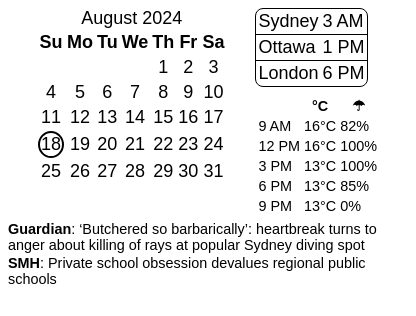 August 2024
Su Mo Tu We Th Fr Sa
1 2 3
4 5 6 7 8 9 10
11 12 13 14 15 16 17
18 19 20 21 22 23 24
25 26 27 28 29 30 31
Sydney 3 AM
Ottawa 1 PM
London 6 PM
°C ☂
9 AM 16°C 82%
12 PM 16°C 100%
3 PM 13°C 100%
6 PM 13°C 85%
9 PM 13°C 0%
Guardian: ‘Butchered so barbarically’: heartbreak turns to
anger about killing of rays at popular Sydney diving spot
SMH: Private school obsession devalues regional public
schools